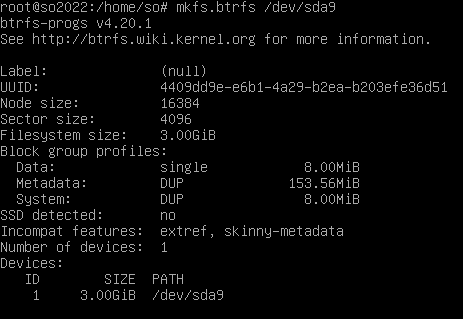 root@so2022:/home/so# mkfs.btrfs /dev/sda9
btrfs-progs v4.20.1
See http://btrfs.wiki.kernel.org for more information.

Label:              (null)
UUID:               4409dd9e-e6b1-4a29-b2ea-b203efe36d51
Node size:          16384
Sector size:        4096
Filesystem size:    3.00GiB
Block group profiles:
  Data:             single            8.00MiB
  Metadata:         DUP             153.56MiB
  System:           DUP               8.00MiB
SSD detected:       no
Incompat features:  extref, skinny-metadata
Number of devices:  1
Devices:
   ID        SIZE  PATH
    1     3.00GiB  /dev/sda9